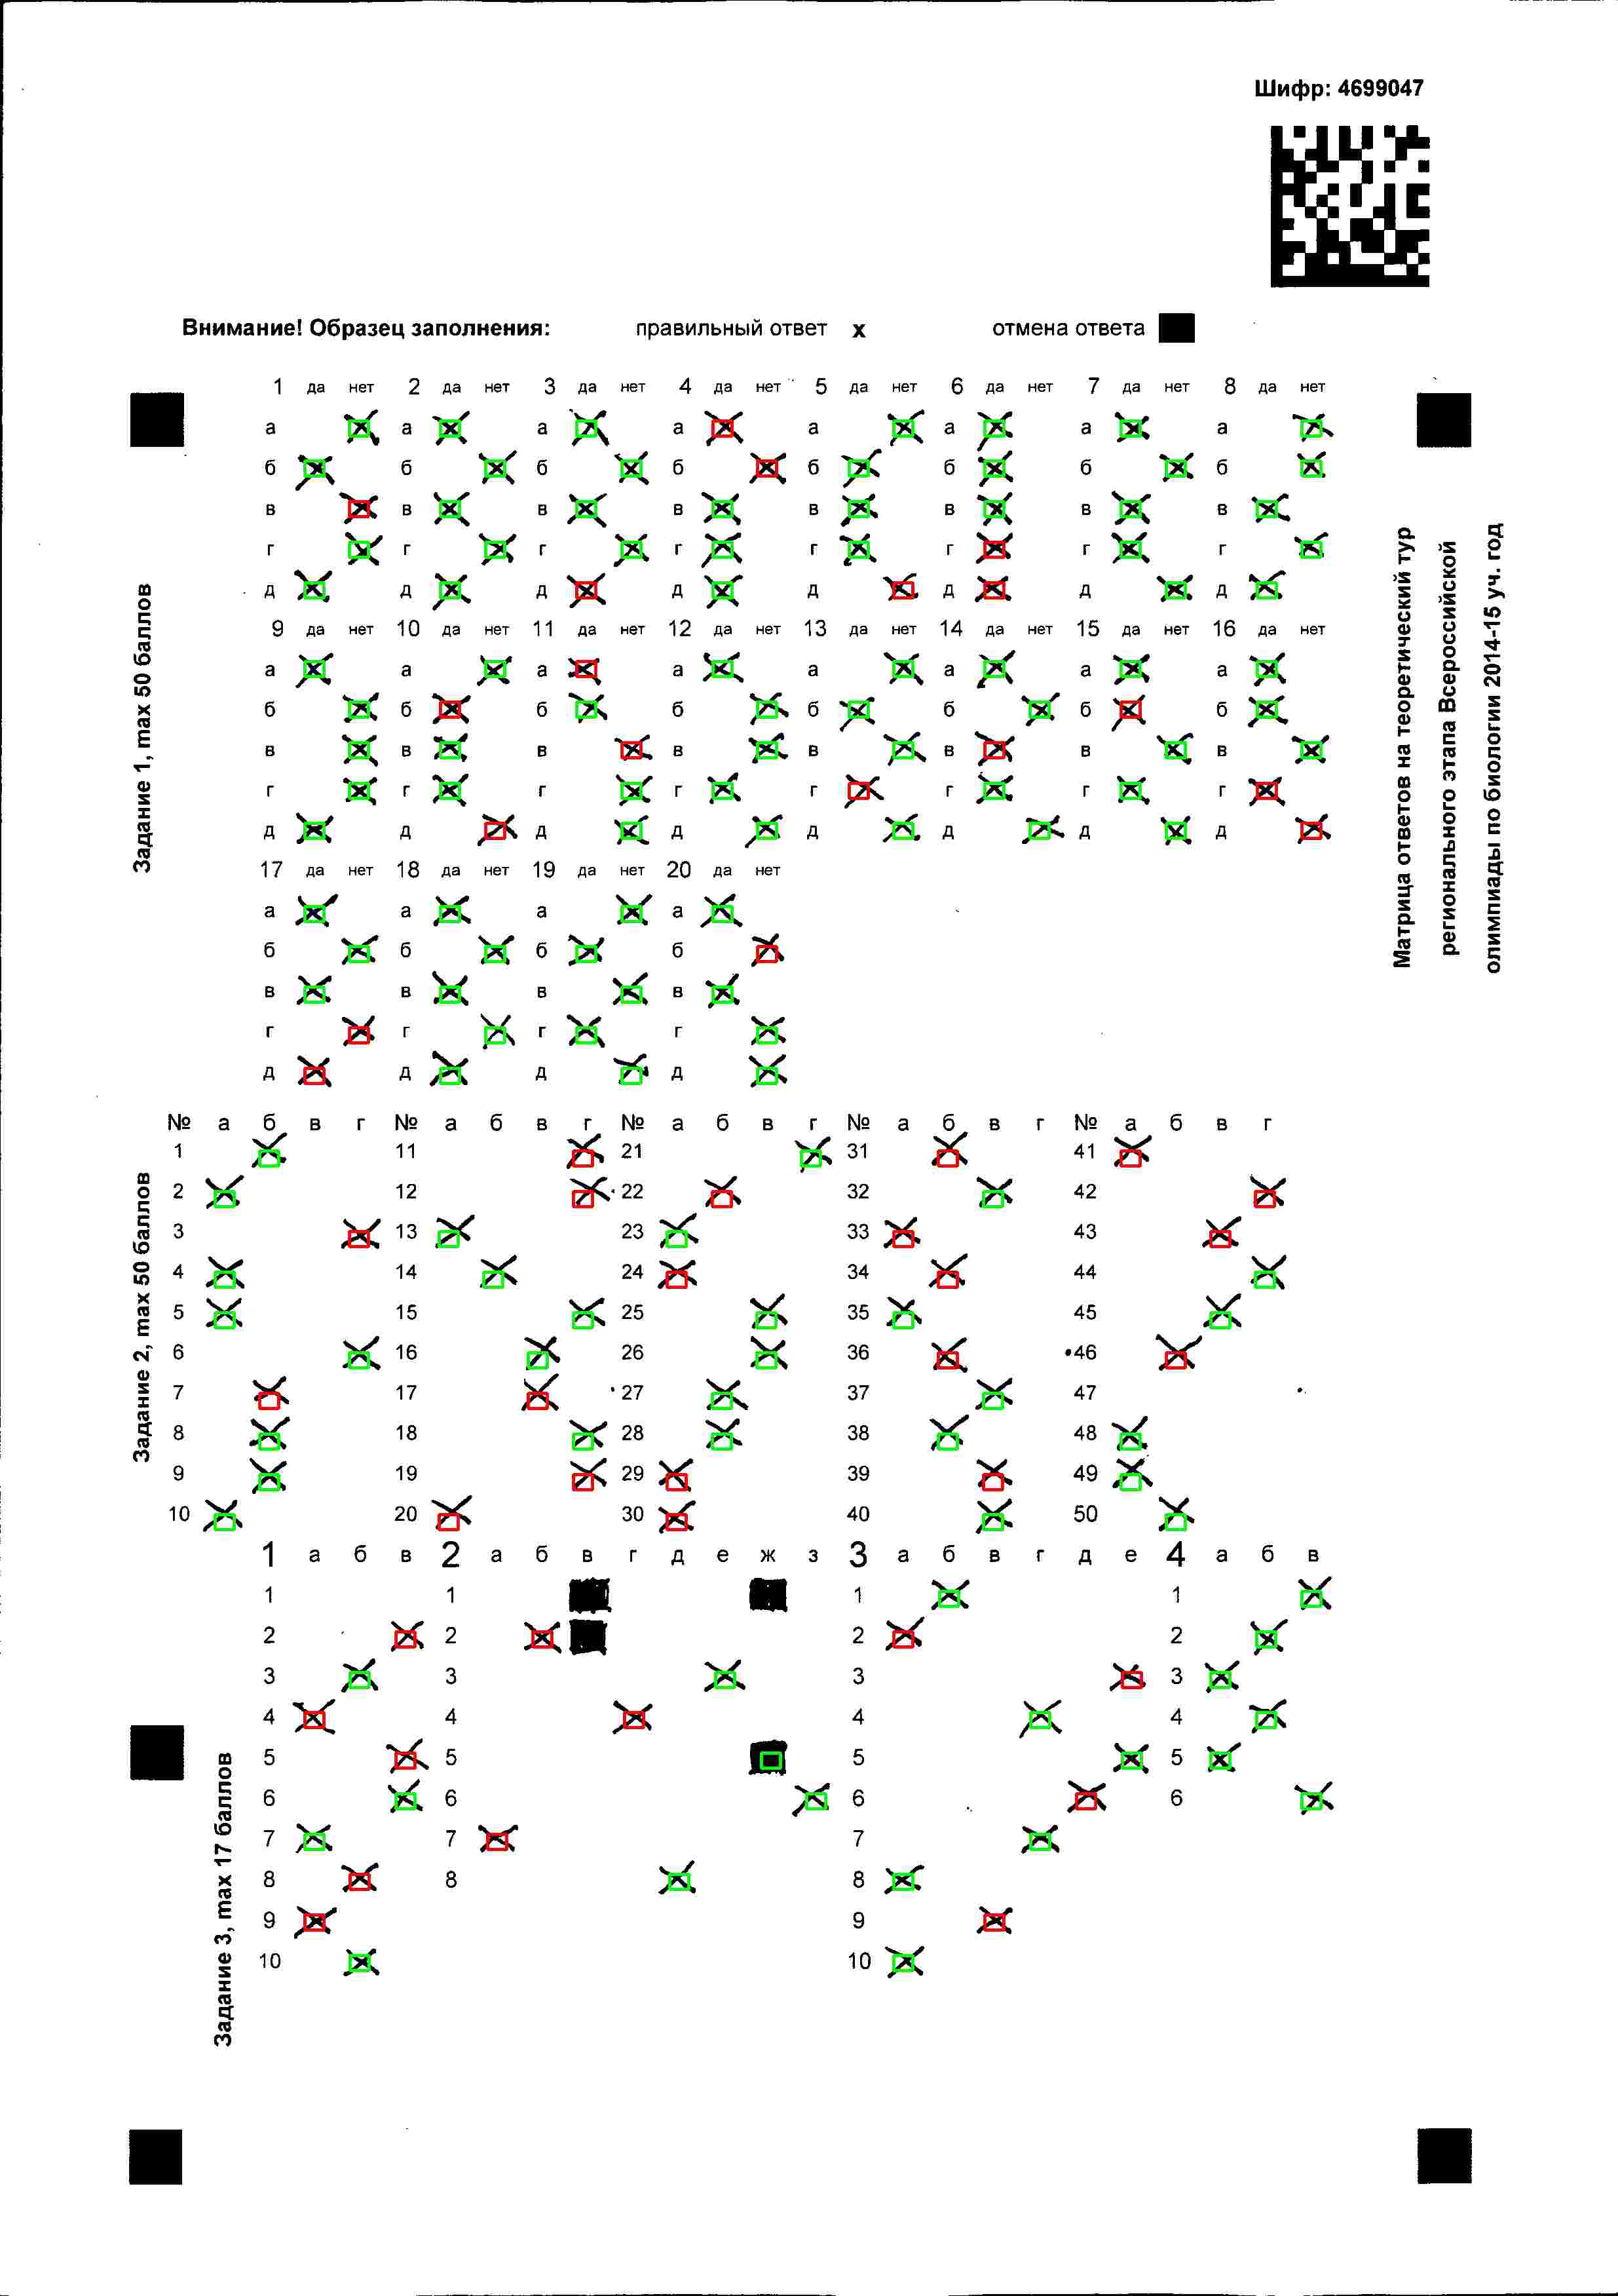 Шифр: 4699047
Внимание! Образец заполнения: правильный ответ х отмена ответа
1 да нет 2 да нет 3 да нет 4 да нет 5 да нет 6 да нет 7 да нет 8 да нет
а а а а а а а а
б б б б б б б б
в в в в в в в в
г г г г г г г г
д д д д д д д д
9 да нет 10 да нет 11 да нет 12 да нет 13 да нет 14 да нет 15 да нет 16 да нет
а а а а а а а а
б б б б б б б б
в в в в в в в в
г г г г г г г г
д д д д д д д д
17 да нет 18 да нет 19 да нет 20 да нет
а а а а
б б б б
в в в в
г г г г
д д д д
Задание 1, max 50 баллов
Матрица ответов на теоретический тур
регионального этапа Всероссийской
олимпиады по биологии 2014-15 уч. год
№ а б в г № а б в г № а б в г № а б в г № а б в г
1 11 21 31 41
2 12 22 32 42
3 13 23 33 43
4 14 24 34 44
5 15 25 35 45
6 16 26 36 46
7 17 27 37 47
8 18 28 38 48
9 19 29 39 49
10 20 30 40 50
Задание 2, max 50 баллов
1 а б в 2 а б в г д е ж з 3 а б в г д е 4 а б в
1 1 1 1
2 2 2 2
3 3 3 3
4 4 4 4
5 5 5 5
6 6 6 6
7 7 7
8 8 8
9 9
10 10
Задание 3, max 17 баллов